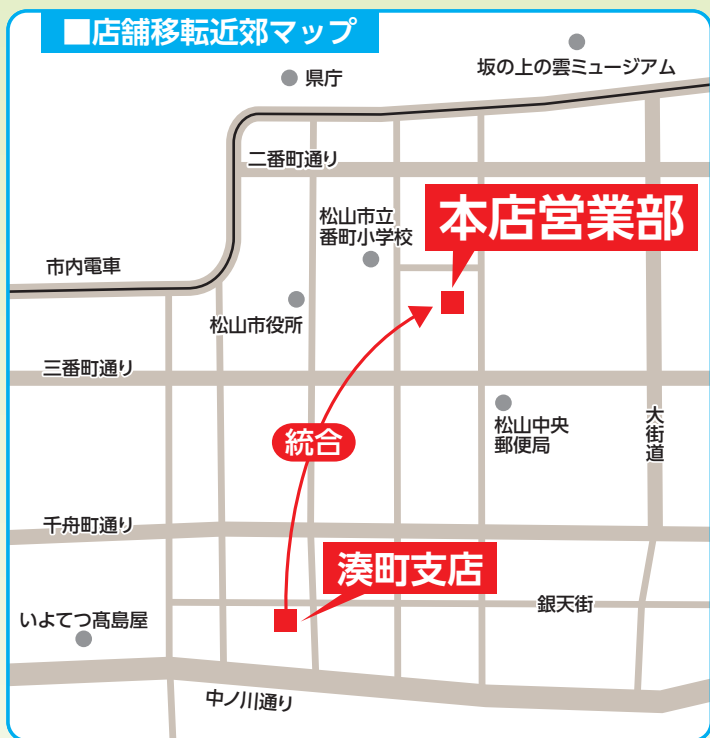 ■店舗移転近郊マップ
坂の上の雲ミュージアム
県庁
二番町通り
松山市立
番町小学校
本店営業部
市内電車
松山市役所
三番町通り
松山中央
郵便局
大街道
統合
千舟町通り
湊町支店
銀天街
いよてつ髙島屋
中ノ川通り